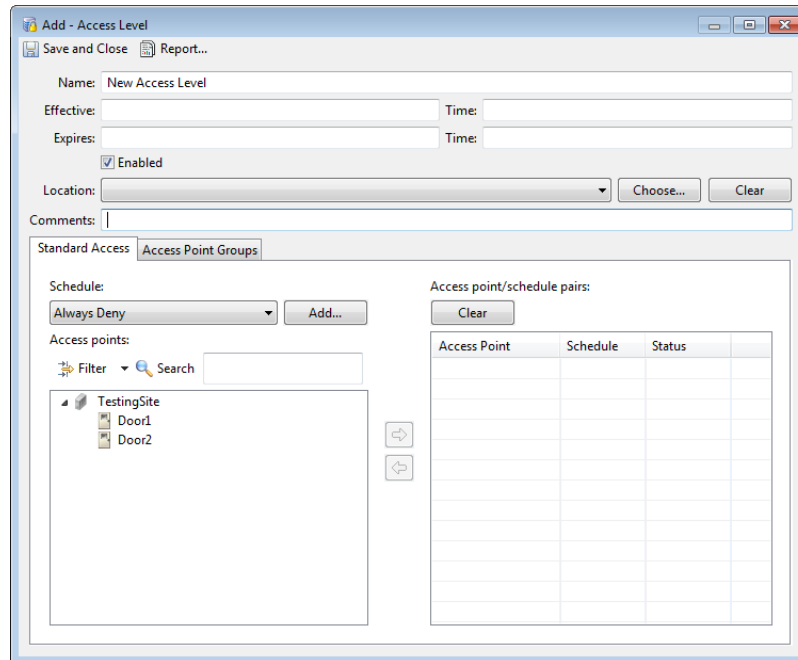 Add - Access Level
Save and Close Report...
Name: New Access Level
Effective: Time:
Expires: Time:
Enabled
Location: Choose... Clear
Comments:
Standard Access Access Point Groups
Schedule:
Always Deny Add...
Access points:
Filter Search
TestingSite
Door1
Door2
Access point/schedule pairs:
Clear
Access Point Schedule Status